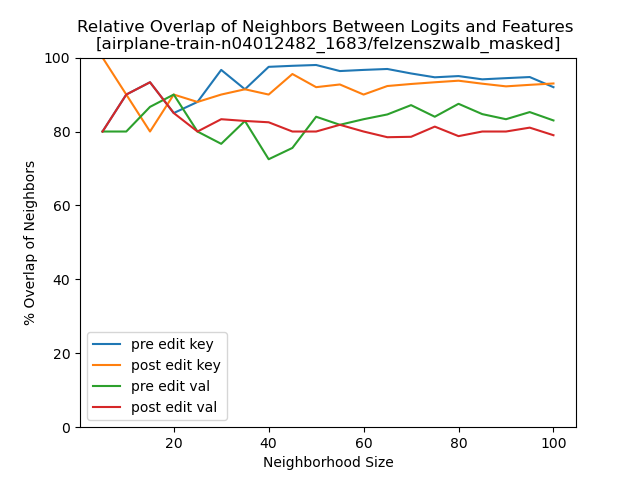 Relative Overlap of Neighbors Between Logits and Features
[airplane-train-n04012482_1683/felzenszwalb_masked]
100
80
60
40
20
0
% Overlap of Neighbors
pre edit key
post edit key
pre edit val
post edit val
20 40 60 80 100
Neighborhood Size